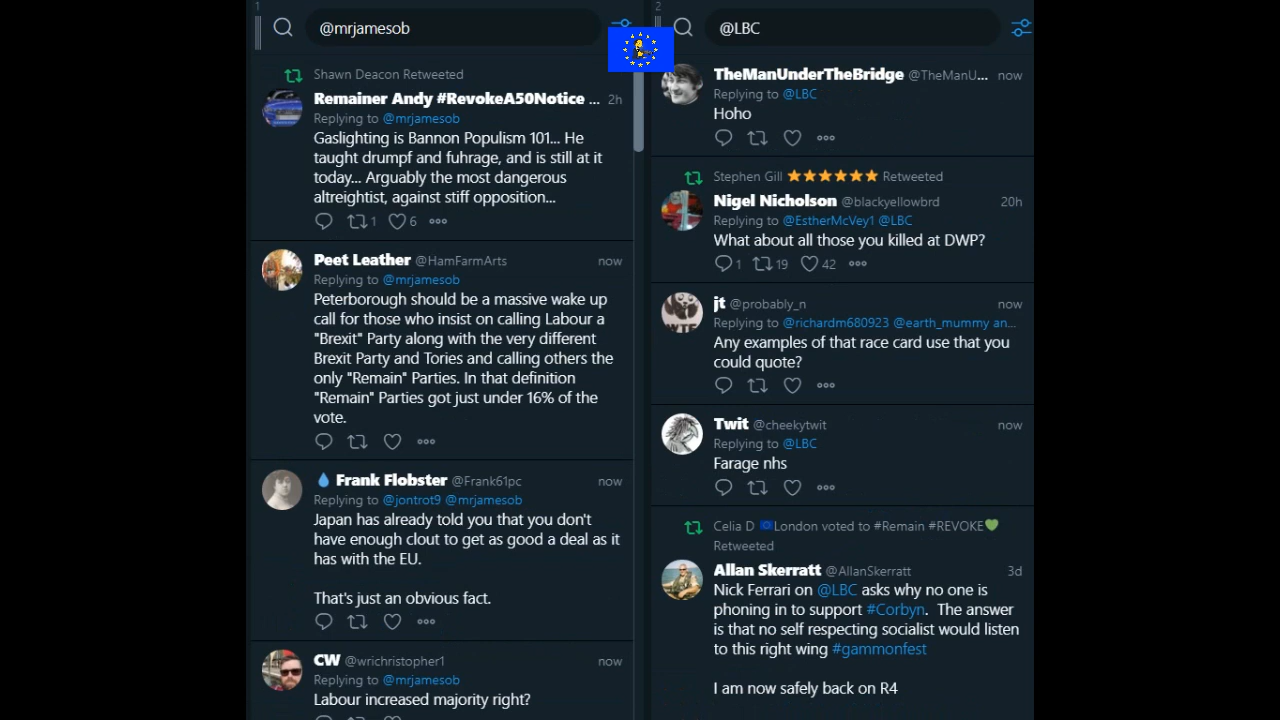 1
@mrjamesob
Shawn Deacon Retweeted
Remainer Andy #RevokeA50Notice ... 2h
Replying to @mrjamesob
Gaslighting is Bannon Populism 101... He
taught drumpf and fuhrage, and is still at it
today... Arguably the most dangerous
altreightist, against stiff opposition...
1 6
Peet Leather @HamFarmArts now
Replying to @mrjamesob
Peterborough should be a massive wake up
call for those who insist on calling Labour a
"Brexit" Party along with the very different
Brexit Party and Tories and calling others the
only "Remain" Parties. In that definition
"Remain" Parties got just under 16% of the
vote.
Frank Flobster @Frank61pc now
Replying to @jontrot9 @mrjamesob
Japan has already told you that you don't
have enough clout to get as good a deal as it
has with the EU.
That's just an obvious fact.
CW @wrichristopher1 now
Replying to @mrjamesob
Labour increased majority right?
2
@LBC
TheManUnderTheBridge @TheManU... now
Replying to @LBC
Hoho
Stephen Gill ⭐⭐⭐⭐⭐⭐ Retweeted
Nigel Nicholson @blackyellowbrd 20h
Replying to @EstherMcVey1 @LBC
What about all those you killed at DWP?
1 19 42
jt @probably_n now
Replying to @richardm680923 @earth_mummy an...
Any examples of that race card use that you
could quote?
Twit @cheekytwit now
Replying to @LBC
Farage nhs
Celia D 🇪🇺London voted to #Remain #REVOKE💚
Retweeted
Allan Skerratt @AllanSkerratt 3d
Nick Ferrari on @LBC asks why no one is
phoning in to support #Corbyn. The answer
is that no self respecting socialist would listen
to this right wing #gammonfest
I am now safely back on R4